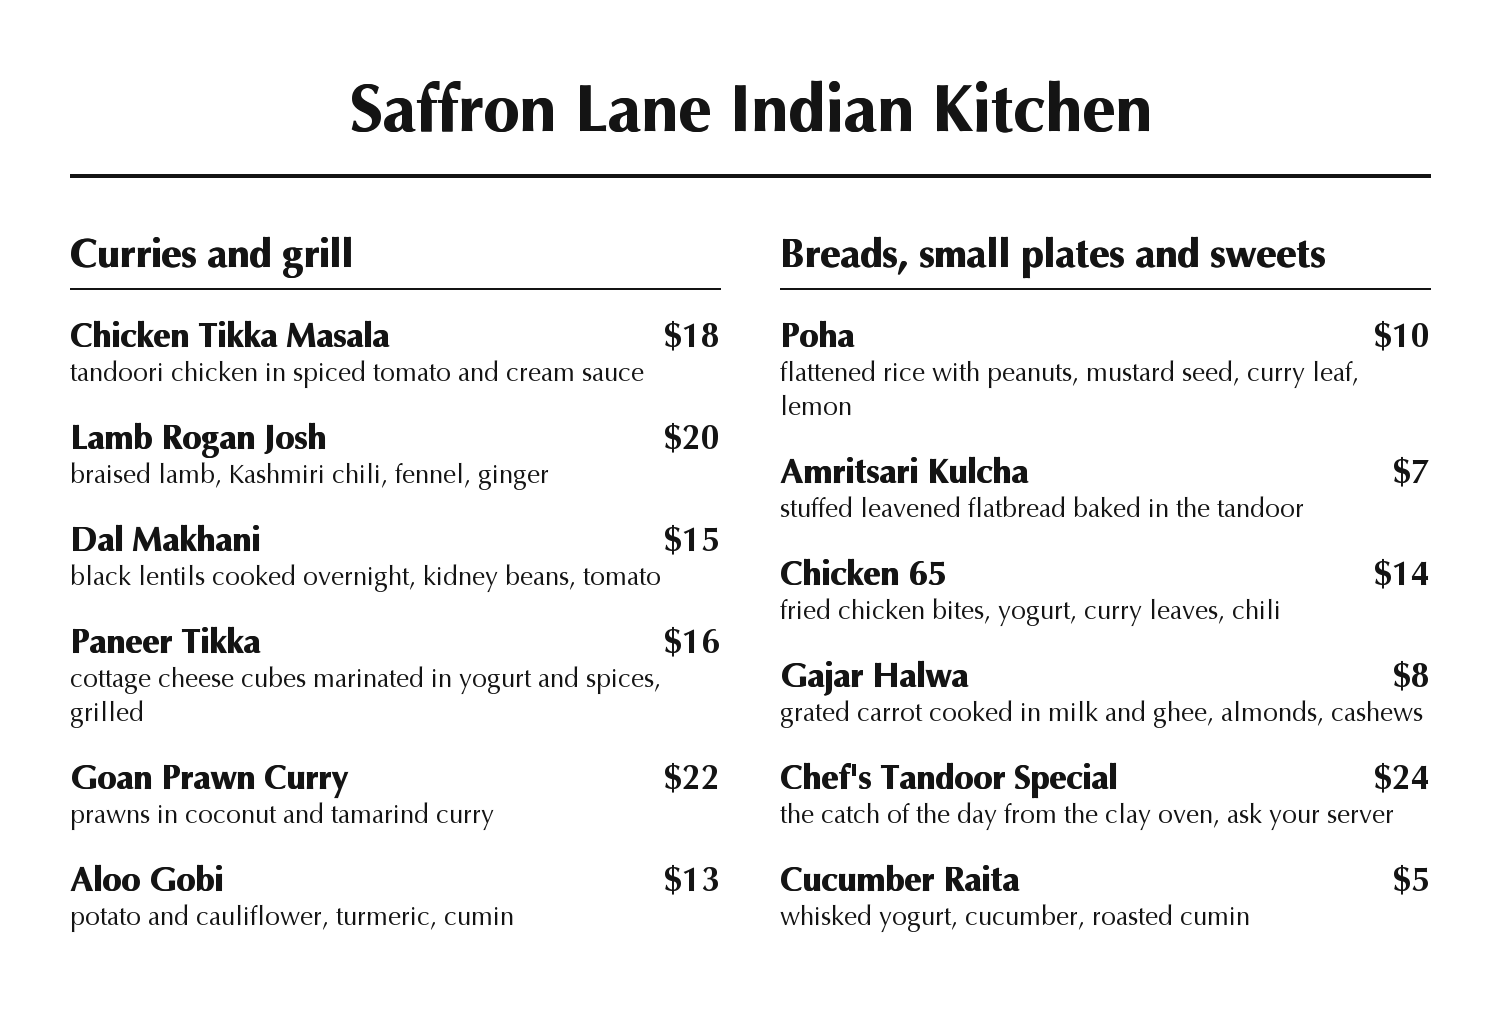 Saffron Lane Indian Kitchen
Curries and grill
Chicken Tikka Masala $18
tandoori chicken in spiced tomato and cream sauce
Lamb Rogan Josh $20
braised lamb, Kashmiri chili, fennel, ginger
Dal Makhani $15
black lentils cooked overnight, kidney beans, tomato
Paneer Tikka $16
cottage cheese cubes marinated in yogurt and spices,
grilled
Goan Prawn Curry $22
prawns in coconut and tamarind curry
Aloo Gobi $13
potato and cauliflower, turmeric, cumin
Breads, small plates and sweets
Poha $10
flattened rice with peanuts, mustard seed, curry leaf,
lemon
Amritsari Kulcha $7
stuffed leavened flatbread baked in the tandoor
Chicken 65 $14
fried chicken bites, yogurt, curry leaves, chili
Gajar Halwa $8
grated carrot cooked in milk and ghee, almonds, cashews
Chef's Tandoor Special $24
the catch of the day from the clay oven, ask your server
Cucumber Raita $5
whisked yogurt, cucumber, roasted cumin